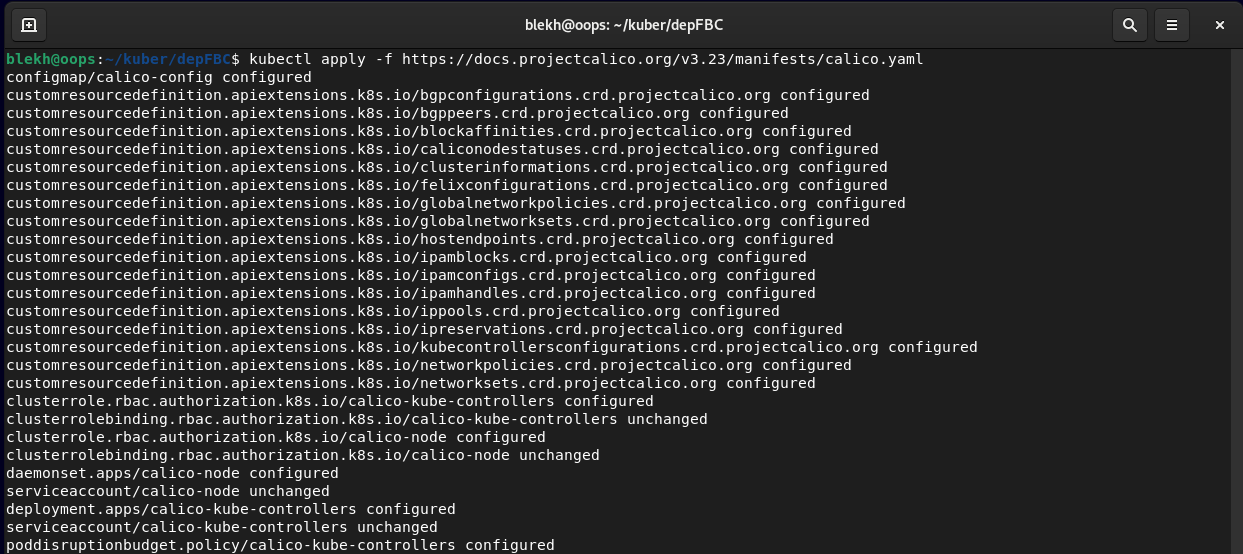 blekh@oops: ~/kuber/depFBC
blekh@oops:~/kuber/depFBC$ kubectl apply -f https://docs.projectcalico.org/v3.23/manifests/calico.yaml
configmap/calico-config configured
customresourcedefinition.apiextensions.k8s.io/bgpconfigurations.crd.projectcalico.org configured
customresourcedefinition.apiextensions.k8s.io/bgppeers.crd.projectcalico.org configured
customresourcedefinition.apiextensions.k8s.io/blockaffinities.crd.projectcalico.org configured
customresourcedefinition.apiextensions.k8s.io/caliconodestatuses.crd.projectcalico.org configured
customresourcedefinition.apiextensions.k8s.io/clusterinformations.crd.projectcalico.org configured
customresourcedefinition.apiextensions.k8s.io/felixconfigurations.crd.projectcalico.org configured
customresourcedefinition.apiextensions.k8s.io/globalnetworkpolicies.crd.projectcalico.org configured
customresourcedefinition.apiextensions.k8s.io/globalnetworksets.crd.projectcalico.org configured
customresourcedefinition.apiextensions.k8s.io/hostendpoints.crd.projectcalico.org configured
customresourcedefinition.apiextensions.k8s.io/ipamblocks.crd.projectcalico.org configured
customresourcedefinition.apiextensions.k8s.io/ipamconfigs.crd.projectcalico.org configured
customresourcedefinition.apiextensions.k8s.io/ipamhandles.crd.projectcalico.org configured
customresourcedefinition.apiextensions.k8s.io/ippools.crd.projectcalico.org configured
customresourcedefinition.apiextensions.k8s.io/ipreservations.crd.projectcalico.org configured
customresourcedefinition.apiextensions.k8s.io/kubecontrollersconfigurations.crd.projectcalico.org configured
customresourcedefinition.apiextensions.k8s.io/networkpolicies.crd.projectcalico.org configured
customresourcedefinition.apiextensions.k8s.io/networksets.crd.projectcalico.org configured
clusterrole.rbac.authorization.k8s.io/calico-kube-controllers configured
clusterrolebinding.rbac.authorization.k8s.io/calico-kube-controllers unchanged
clusterrole.rbac.authorization.k8s.io/calico-node configured
clusterrolebinding.rbac.authorization.k8s.io/calico-node unchanged
daemonset.apps/calico-node configured
serviceaccount/calico-node unchanged
deployment.apps/calico-kube-controllers configured
serviceaccount/calico-kube-controllers unchanged
poddisruptionbudget.policy/calico-kube-controllers configured